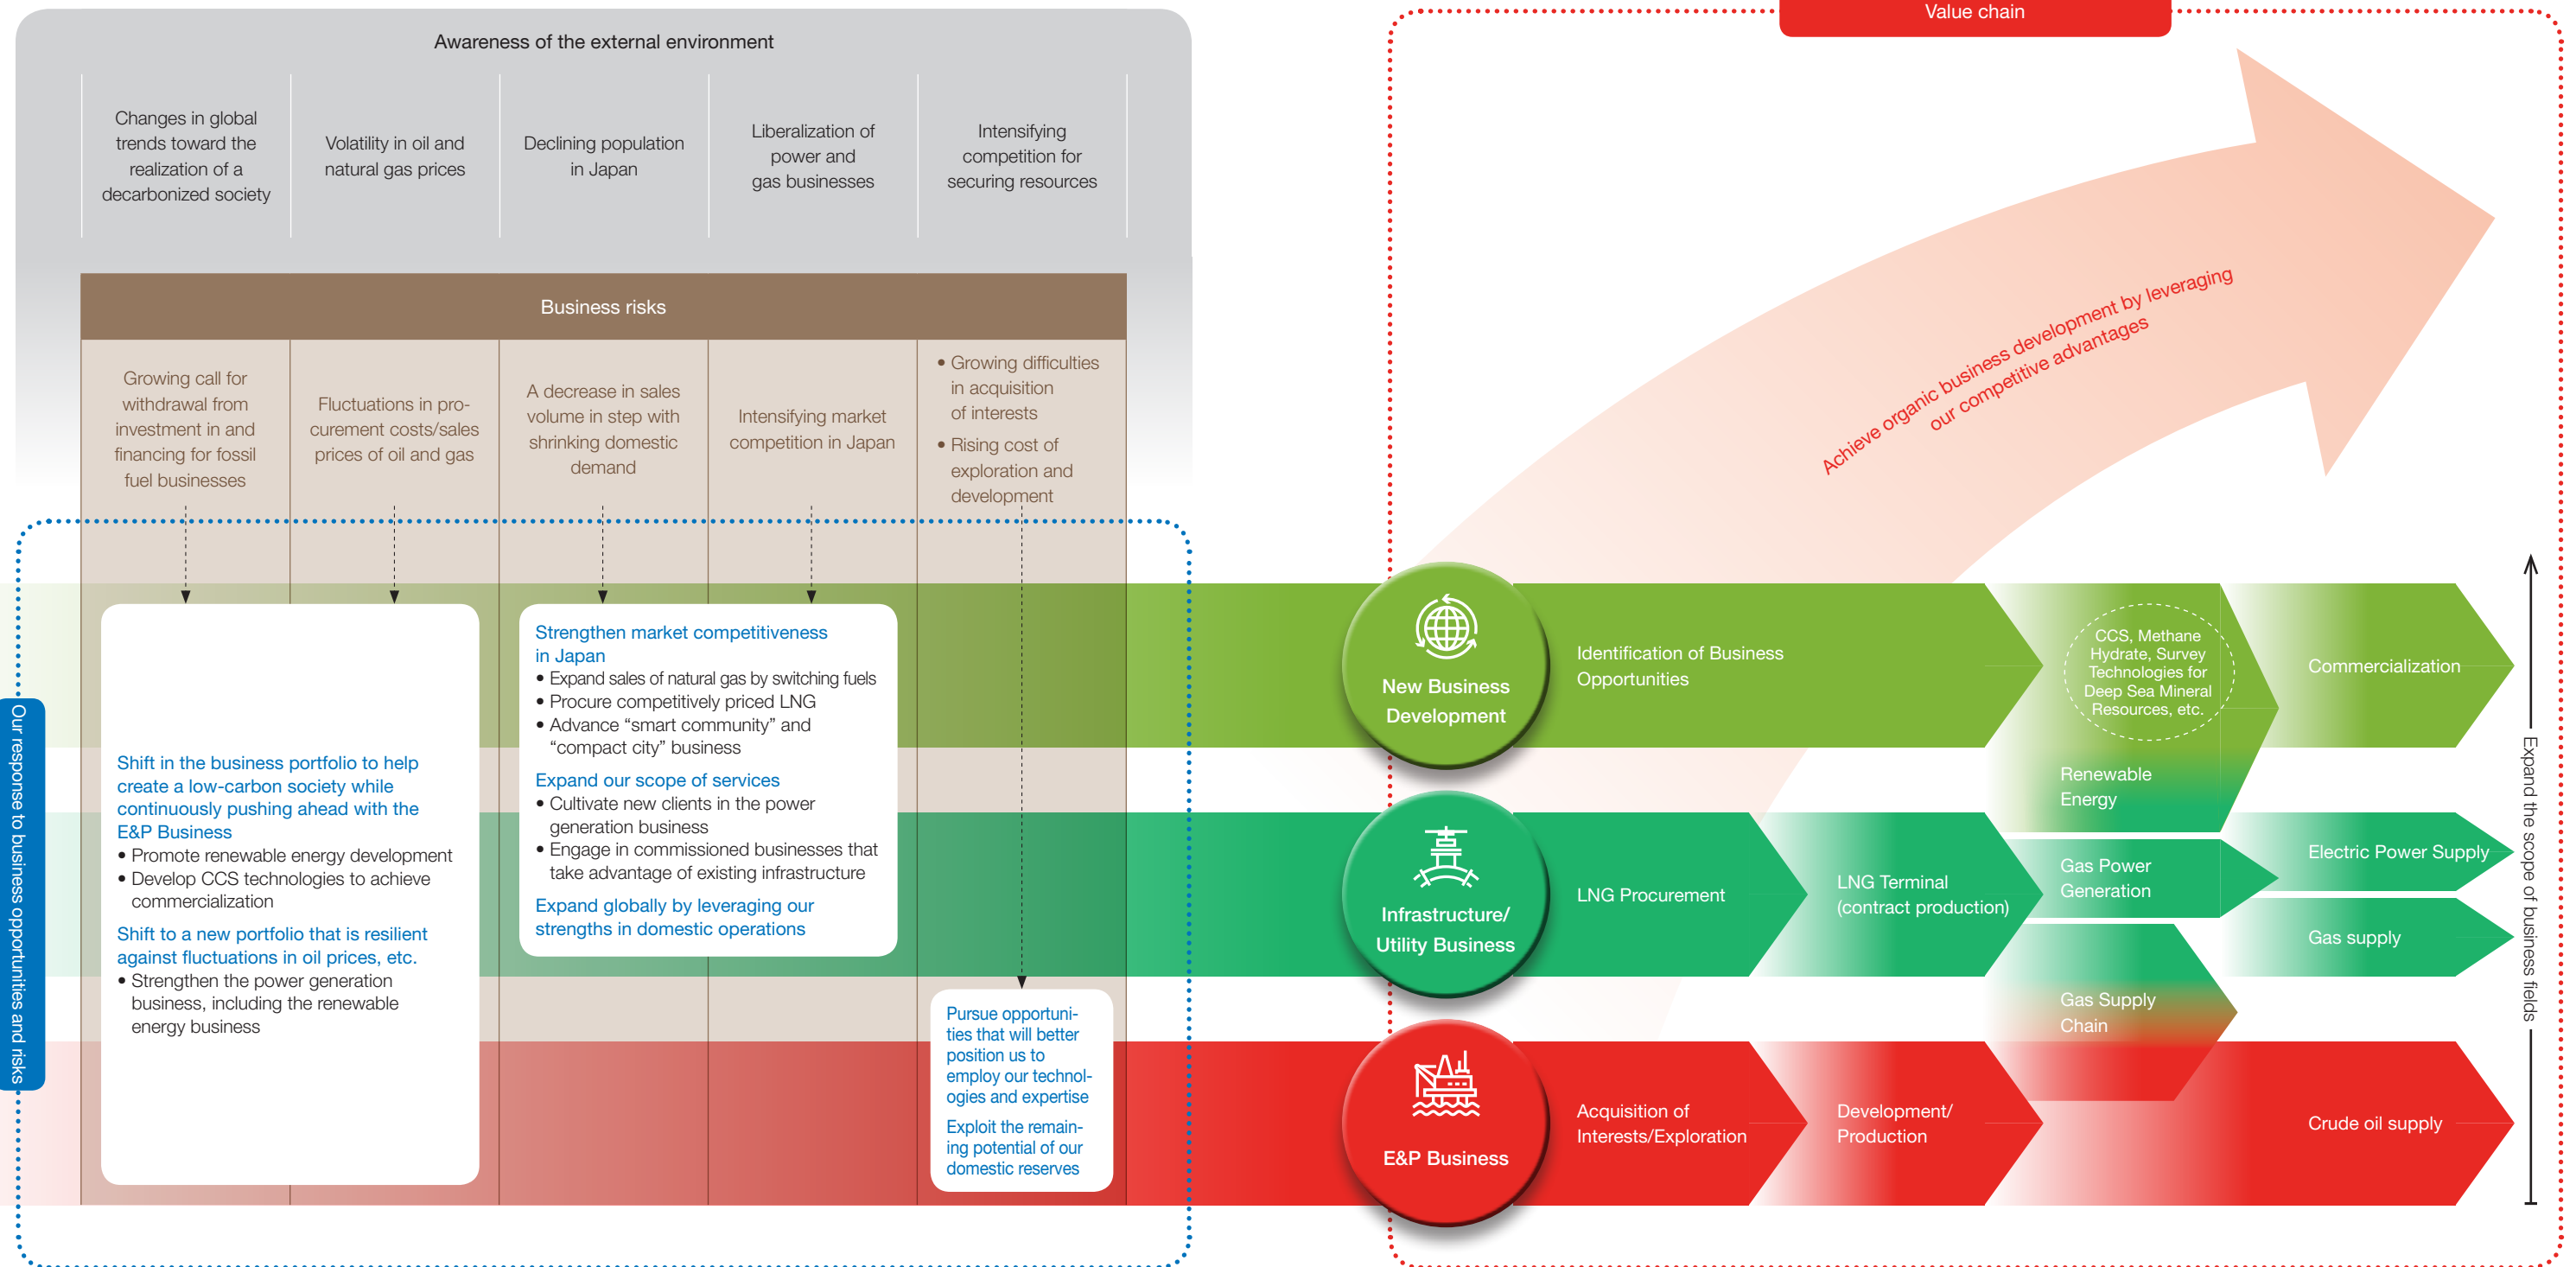 Awareness of the external environment
Changes in global
trends toward the
realization of a
decarbonized society
Volatility in oil and
natural gas prices
Declining population
in Japan
Liberalization of
power and
gas businesses
Intensifying
competition for
securing resources
Business risks
Growing call for
withdrawal from
investment in and
financing for fossil
fuel businesses
Fluctuations in pro-
curement costs/sales
prices of oil and gas
A decrease in sales
volume in step with
shrinking domestic
demand
Intensifying market
competition in Japan
• Growing difficulties
in acquisition
of interests
• Rising cost of
exploration and
development
Our response to business opportunities and risks
Shift in the business portfolio to help
create a low-carbon society while
continuously pushing ahead with the
E&P Business
• Promote renewable energy development
• Develop CCS technologies to achieve
commercialization
Shift to a new portfolio that is resilient
against fluctuations in oil prices, etc.
• Strengthen the power generation
business, including the renewable
energy business
Strengthen market competitiveness
in Japan
• Expand sales of natural gas by switching fuels
• Procure competitively priced LNG
• Advance “smart community” and
“compact city” business
Expand our scope of services
• Cultivate new clients in the power
generation business
• Engage in commissioned businesses that
take advantage of existing infrastructure
Expand globally by leveraging our
strengths in domestic operations
Pursue opportuni-
ties that will better
position us to
employ our technol-
ogies and expertise
Exploit the remain-
ing potential of our
domestic reserves
Value chain
Achieve organic business development by leveraging
our competitive advantages
New Business
Development
Identification of Business
Opportunities
CCS, Methane
Hydrate, Survey
Technologies for
Deep Sea Mineral
Resources, etc.
Commercialization
Renewable
Energy
Infrastructure/
Utility Business
LNG Procurement
LNG Terminal
(contract production)
Gas Power
Generation
Electric Power Supply
Gas supply
Gas Supply
Chain
E&P Business
Acquisition of
Interests/Exploration
Development/
Production
Crude oil supply
Expand the scope of business fields